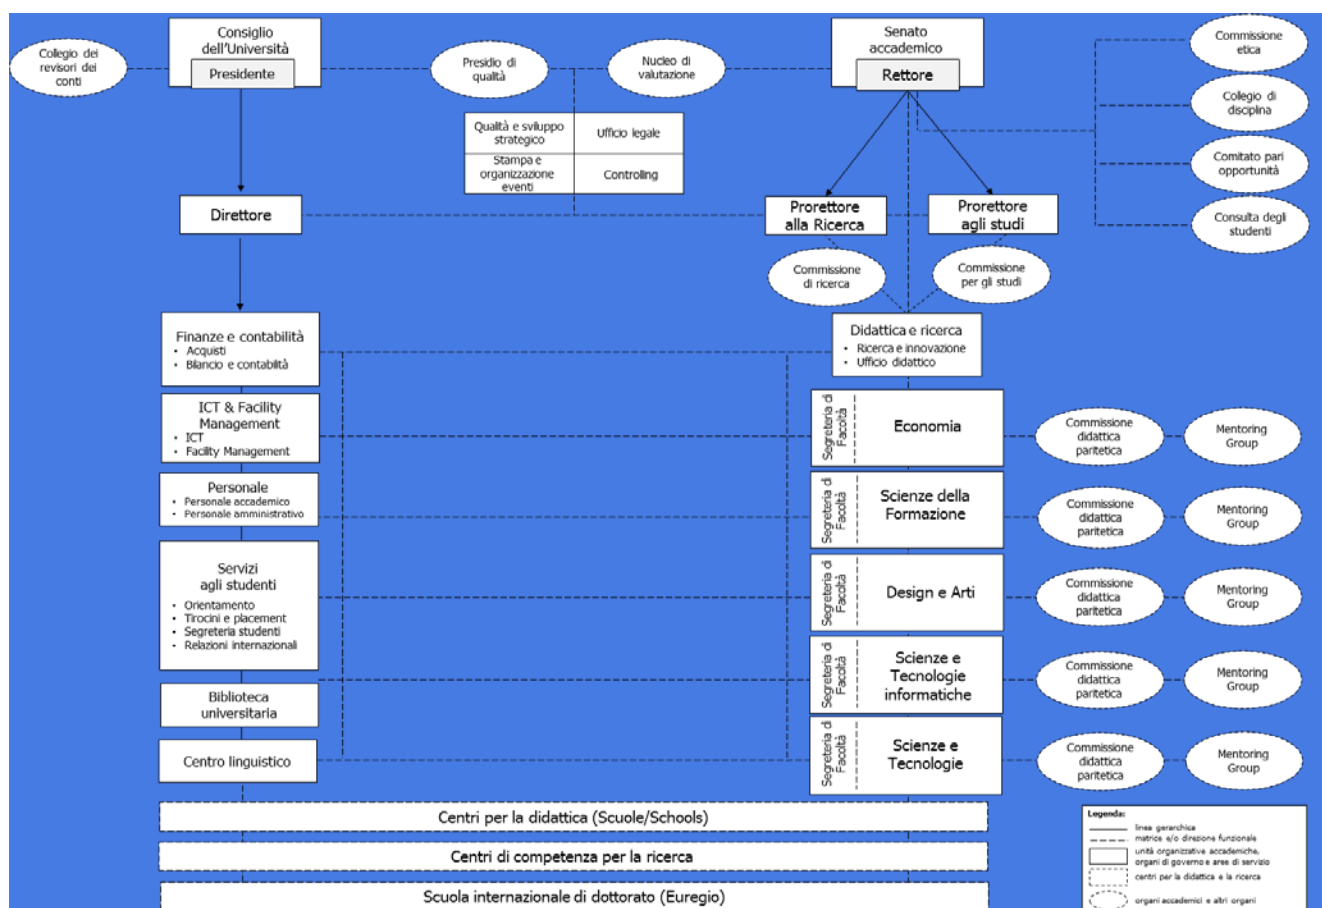 Collegio dei
revisori dei
conti
Consiglio
dell'Università
Presidente
Presidio di
qualità
Nucleo di
valutazione
Senato
accademico
Rettore
Commissione
etica
Collegio di
disciplina
Comitato pari
opportunità
Consulta degli
studenti
Qualità e sviluppo
strategico
Ufficio legale
Stampa e
organizzazione
eventi
Controling
Direttore
Prorettore
alla Ricerca
Prorettore
agli studi
Commissione
di ricerca
Commissione
per gli studi
Finanze e contabilità
• Acquisti
• Bilancio e contabilità
Didattica e ricerca
• Ricerca e innovazione
• Ufficio didattico
ICT & Facility
Management
• ICT
• Facility Management
Segreteria di
Facoltà
Economia
Commissione
didattica
paritetica
Mentoring
Group
Personale
• Personale accademico
• Personale amministrativo
Segreteria di
Facoltà
Scienze della
Formazione
Commissione
didattica
paritetica
Mentoring
Group
Servizi
agli studenti
• Orientamento
• Tirocini e placement
• Segreteria studenti
• Relazioni internazionali
Segreteria di
Facoltà
Design e Arti
Commissione
didattica
paritetica
Mentoring
Group
Biblioteca
universitaria
Segreteria di
Facoltà
Scienze e
Tecnologie
informatiche
Commissione
didattica
paritetica
Mentoring
Group
Centro linguistico
Segreteria di
Facoltà
Scienze e
Tecnologie
Commissione
didattica
paritetica
Mentoring
Group
Centri per la didattica (Scuole/Schools)
Centri di competenza per la ricerca
Scuola internazionale di dottorato (Euregio)
Legenda:
linea gerarchica
matrice e/o direzione funzionale
unità organizzative accademiche,
organi di governo e aree di servizio
centri per la didattica e la ricerca
organi accademici e altri organi